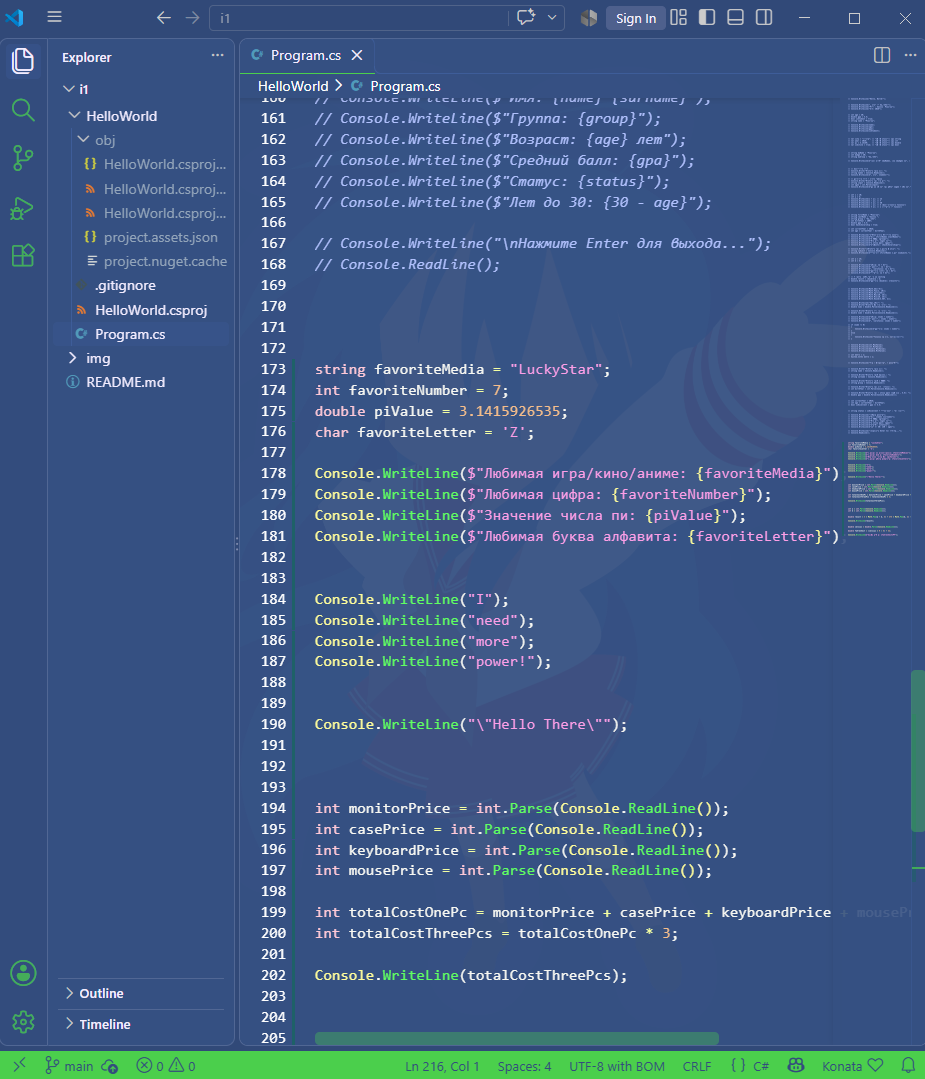 i1
Sign In
Explorer
i1
HelloWorld
obj
HelloWorld.csproj...
HelloWorld.csproj...
HelloWorld.csproj...
project.assets.json
project.nuget.cache
.gitignore
HelloWorld.csproj
Program.cs
img
README.md
Outline
Timeline
Program.cs
HelloWorld > Program.cs
160 // Console.WriteLine($"Имя: {name} {surname}");
161 // Console.WriteLine($"Группа: {group}");
162 // Console.WriteLine($"Возраст: {age} лет");
163 // Console.WriteLine($"Средний балл: {gpa}");
164 // Console.WriteLine($"Статус: {status}");
165 // Console.WriteLine($"Лет до 30: {30 - age}");
166
167 // Console.WriteLine("\nНажмите Enter для выхода...");
168 // Console.ReadLine();
169
170
171
172
173 string favoriteMedia = "LuckyStar";
174 int favoriteNumber = 7;
175 double piValue = 3.1415926535;
176 char favoriteLetter = 'Z';
177
178 Console.WriteLine($"Любимая игра/кино/аниме: {favoriteMedia}")
179 Console.WriteLine($"Любимая цифра: {favoriteNumber}");
180 Console.WriteLine($"Значение числа пи: {piValue}");
181 Console.WriteLine($"Любимая буква алфавита: {favoriteLetter}");
182
183
184 Console.WriteLine("I");
185 Console.WriteLine("need");
186 Console.WriteLine("more");
187 Console.WriteLine("power!");
188
189
190 Console.WriteLine("\"Hello There\"");
191
192
193
194 int monitorPrice = int.Parse(Console.ReadLine());
195 int casePrice = int.Parse(Console.ReadLine());
196 int keyboardPrice = int.Parse(Console.ReadLine());
197 int mousePrice = int.Parse(Console.ReadLine());
198
199 int totalCostOnePc = monitorPrice + casePrice + keyboardPrice + mousePr
200 int totalCostThreePcs = totalCostOnePc * 3;
201
202 Console.WriteLine(totalCostThreePcs);
203
204
205
main 0 0 Ln 216, Col 1 Spaces: 4 UTF-8 with BOM CRLF {} C# Konata